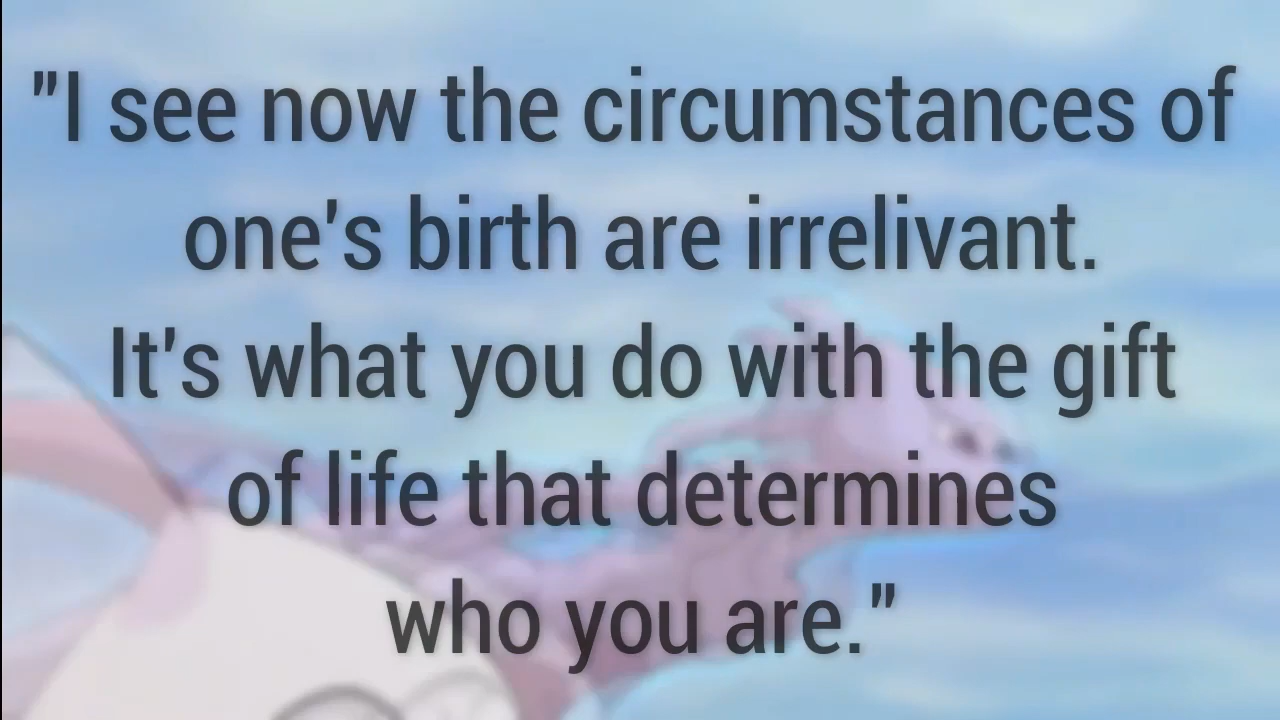 "I see now the circumstances of
one's birth are irrelivant.
It's what you do with the gift
of life that determines
who you are."